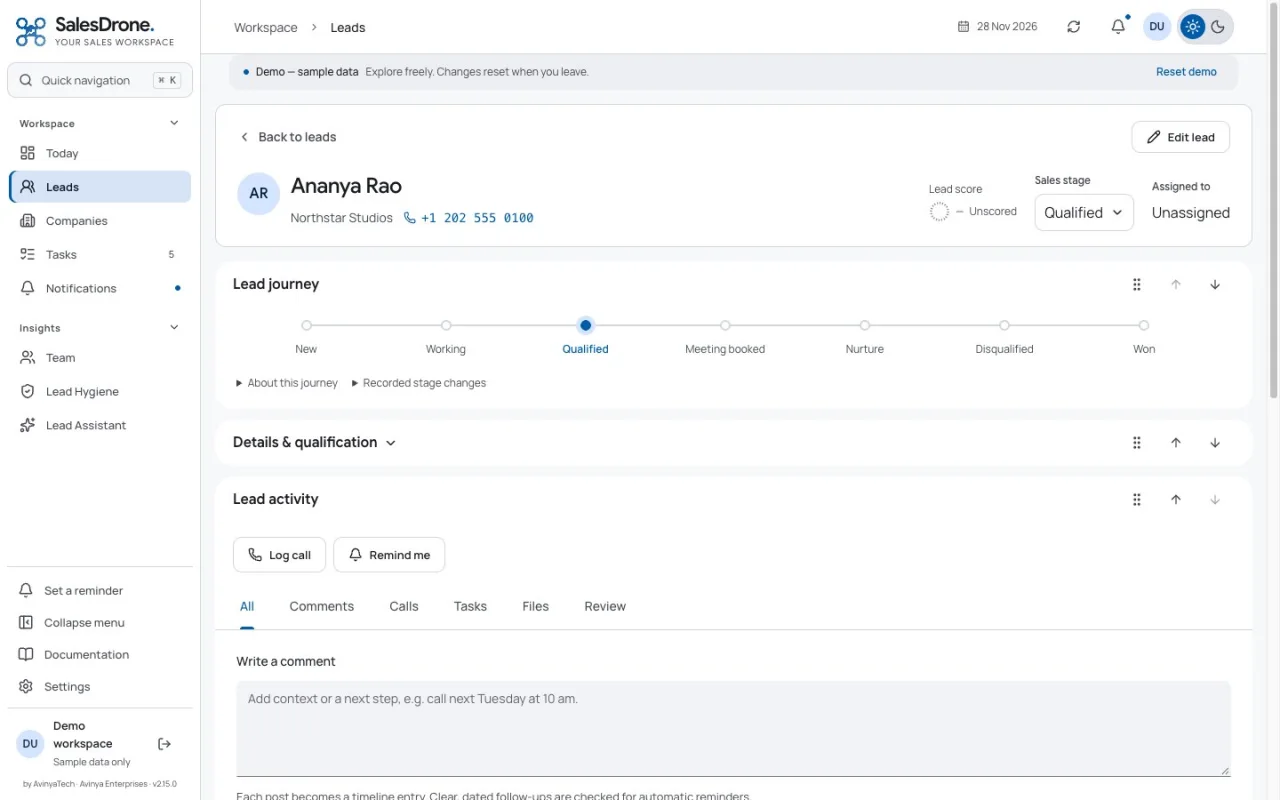 SalesDrone.
YOUR SALES WORKSPACE
Quick navigation ⌘ K
Workspace
Today
Leads
Companies
Tasks 5
Notifications
Insights
Team
Lead Hygiene
Lead Assistant
Set a reminder
Collapse menu
Documentation
Settings
DU
Demo
workspace
Sample data only
by AvinyaTech · Avinya Enterprises · v2.15.0
Workspace > Leads
28 Nov 2026
DU
Demo — sample data Explore freely. Changes reset when you leave. Reset demo
Back to leads
Edit lead
AR
Ananya Rao
Northstar Studios +1 202 555 0100
Lead score
— Unscored
Sales stage
Qualified
Assigned to
Unassigned
Lead journey
New Working Qualified Meeting booked Nurture Disqualified Won
About this journey Recorded stage changes
Details & qualification
Lead activity
Log call Remind me
All Comments Calls Tasks Files Review
Write a comment
Add context or a next step, e.g. call next Tuesday at 10 am.
Each post becomes a timeline entry. Clear, dated follow-ups are checked for automatic reminders.